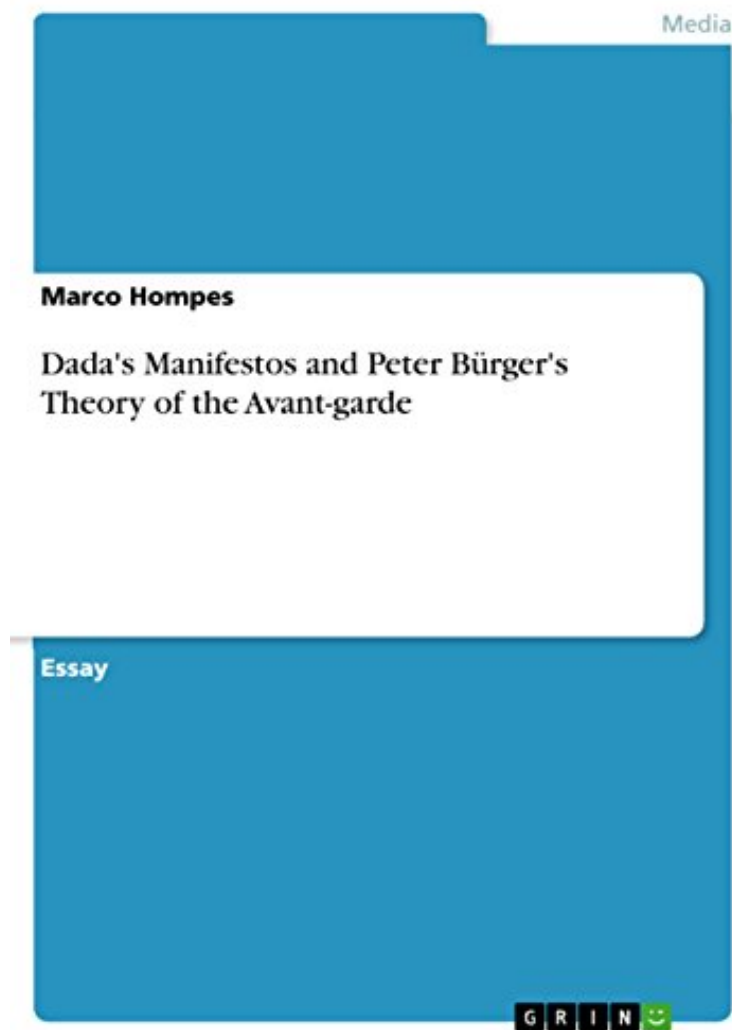 Media
Marco Hompes
Dada's Manifestos and Peter Bürger's
Theory of the Avant-garde
Essay
GRIN